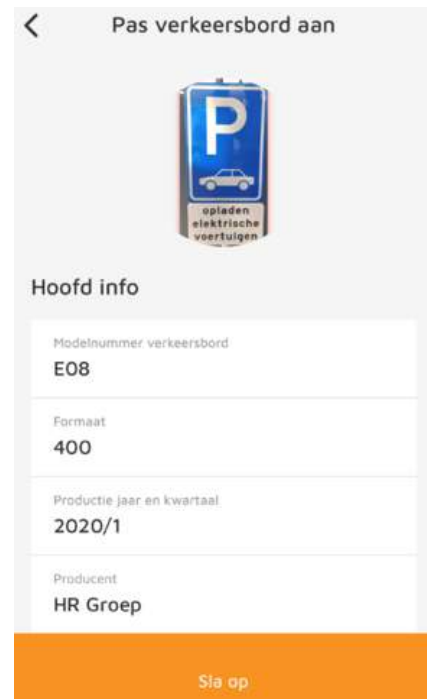 Pas verkeersbord aan
P
opladen
elektrische
voertuigen
Hoofd info
Modelnummer verkeersbord
E08
Formaat
400
Productie jaar en kwartaal
2020/1
Producent
HR Groep
Sla op